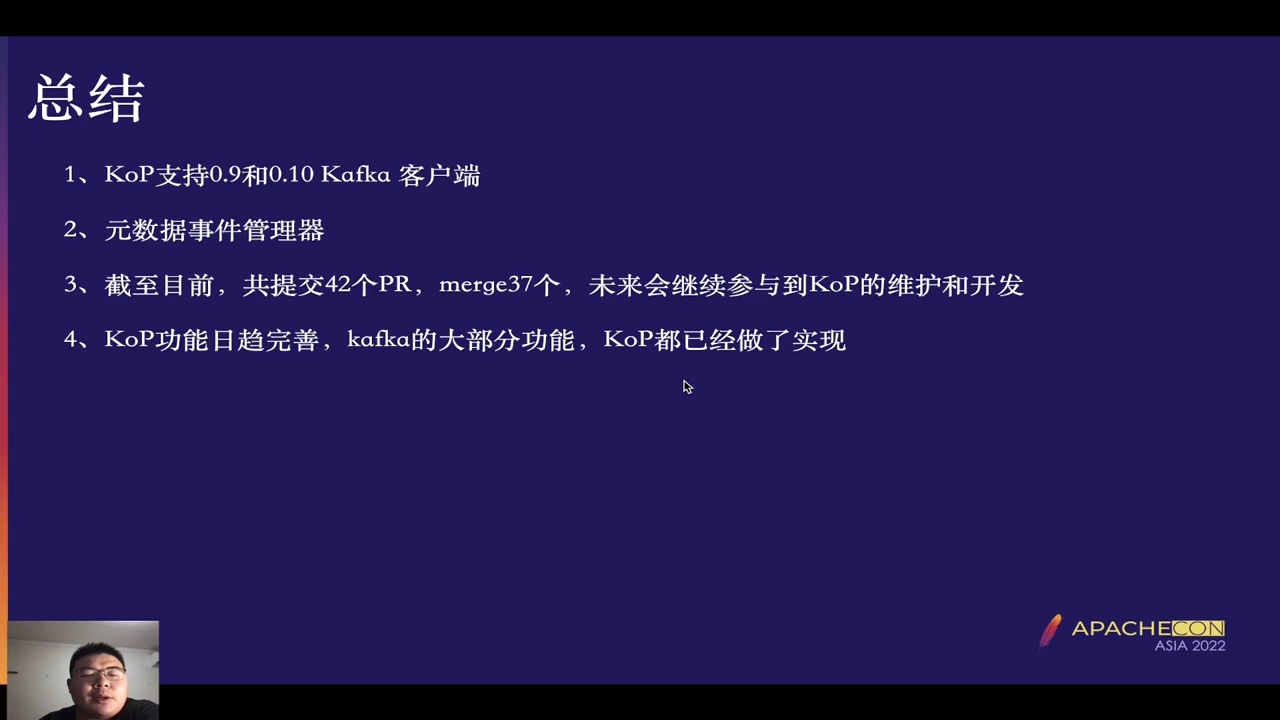 总结
1、KoP支持0.9和0.10 Kafka 客户端
2、元数据事件管理器
3、截至目前，共提交42个PR，merge37个，未来会继续参与到KoP的维护和开发
4、KoP功能日趋完善，kafka的大部分功能，KoP都已经做了实现
APACHECON
ASIA 2022